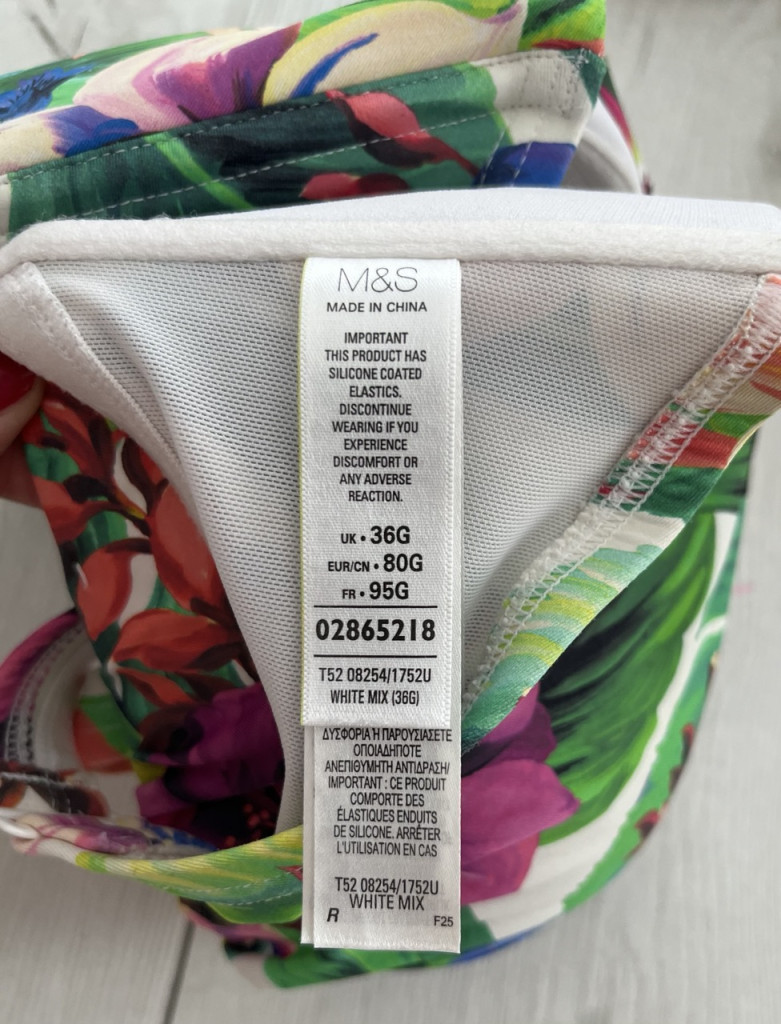 M&S
MADE IN CHINA
IMPORTANT
THIS PRODUCT HAS
SILICONE COATED
ELASTICS.
DISCONTINUE
WEARING IF YOU
EXPERIENCE
DISCOMFORT OR
ANY ADVERSE
REACTION.
UK • 36G
EUR/CN • 80G
FR • 95G
02865218
T52 08254/1752U
WHITE MIX (36G)
ΔΥΣΦΟΡΙΑ Ή ΠΑΡΟΥΣΙΑΣΕΤΕ
ΟΠΟΙΑΔΗΠΟΤΕ
ΑΝΕΠΙΘΥΜΗΤΗ ΑΝΤΙΔΡΑΣΗ/
IMPORTANT : CE PRODUIT
COMPORTE DES
ÉLASTIQUES ENDUITS
DE SILICONE. ARRÊTER
L'UTILISATION EN CAS
T52 08254/1752U
WHITE MIX
R F25